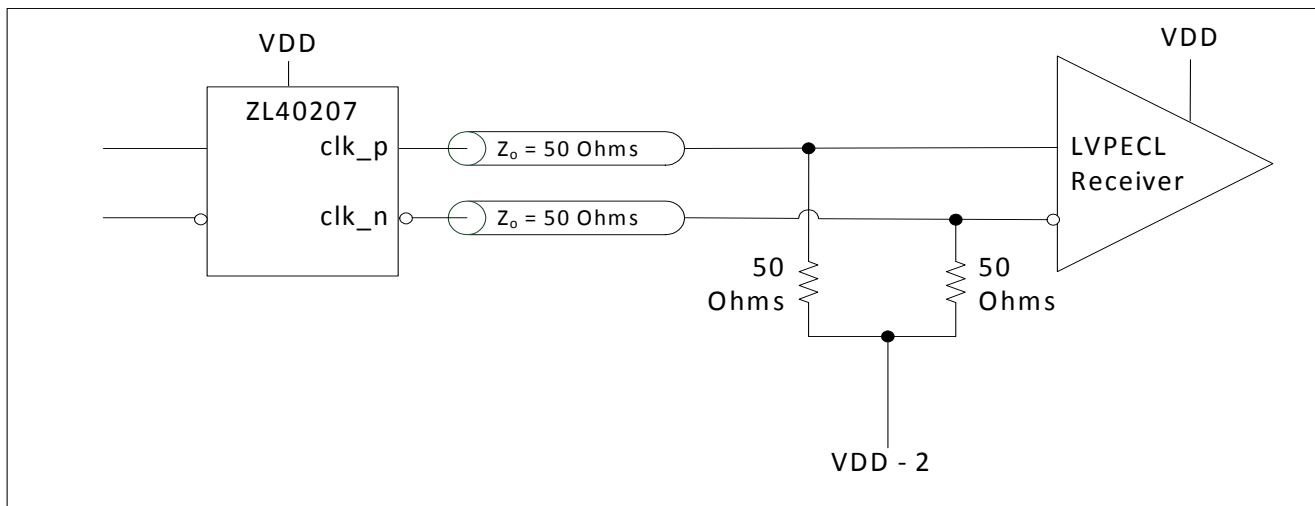 VDD
VDD
ZL40207
clk_p
Zₒ = 50 Ohms
LVPECL
Receiver
clk_n
Zₒ = 50 Ohms
50
Ohms
50
Ohms
VDD - 2